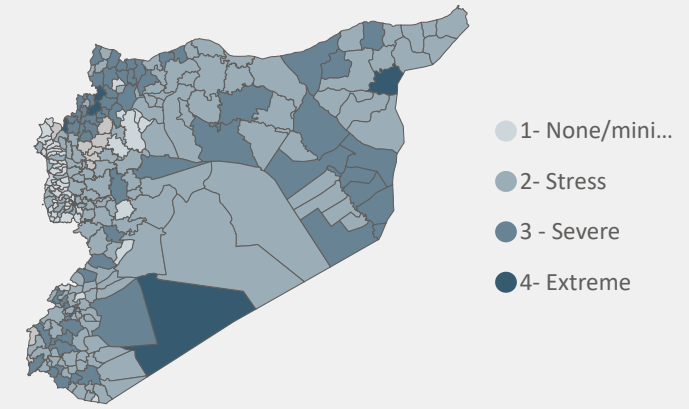 1- None/mini...
2- Stress
3 - Severe
4- Extreme